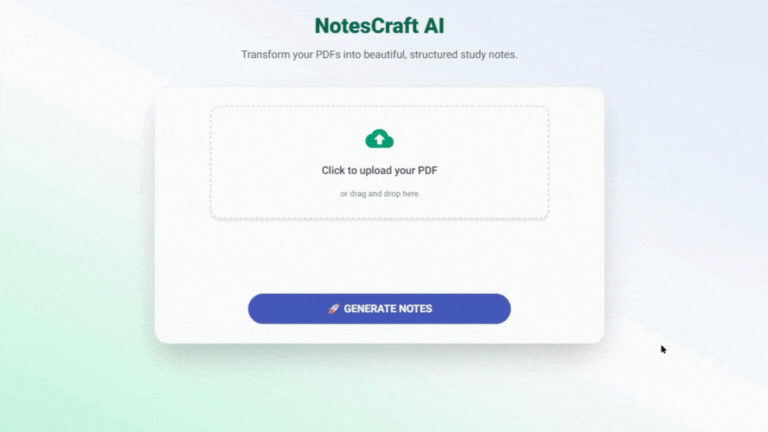 NotesCraft AI
Transform your PDFs into beautiful, structured study notes.
Click to upload your PDF
or drag and drop here
🚀 GENERATE NOTES